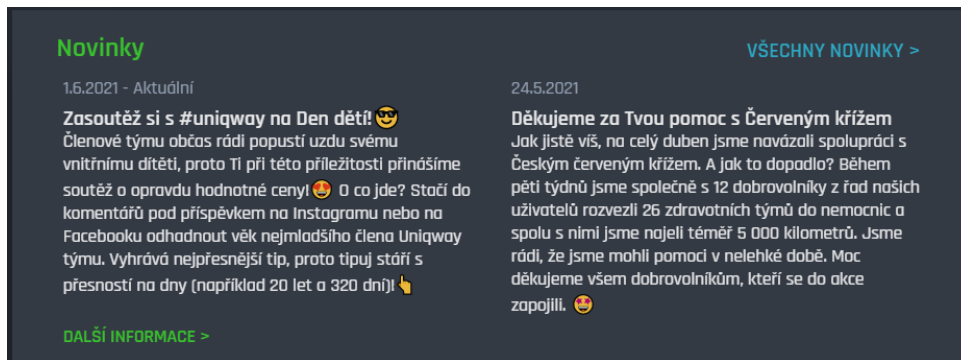 Novinky
VŠECHNY NOVINKY >
1.6.2021 - Aktuální
Zasoutěž si s #uniqway na Den dětí!😎
Členové týmu občas rádi popustí uzdu svému
vnitřnímu dítěti, proto Ti při této příležitosti přinášíme
soutěž o opravdu hodnotné ceny!😍 O co jde? Stačí do
komentářů pod příspěvkem na Instagramu nebo na
Facebooku odhadnout věk nejmladšího člena Uniqway
týmu. Vyhrává nejpřesnější tip, proto tipuj stáří s
přesností na dny (například 20 let a 320 dní)!👆
DALŠÍ INFORMACE >
24.5.2021
Děkujeme za Tvou pomoc s Červeným křížem
Jak jistě víš, na celý duben jsme navázali spolupráci s
Českým červeným křížem. A jak to dopadlo? Během
pěti týdnů jsme společně s 12 dobrovolníky z řad našich
uživatelů rozvezli 26 zdravotních týmů do nemocnic a
spolu s nimi jsme najeli téměř 5 000 kilometrů. Jsme
rádi, že jsme mohli pomoci v nelehké době. Moc
děkujeme všem dobrovolníkům, kteří se do akce
zapojili. 🤩